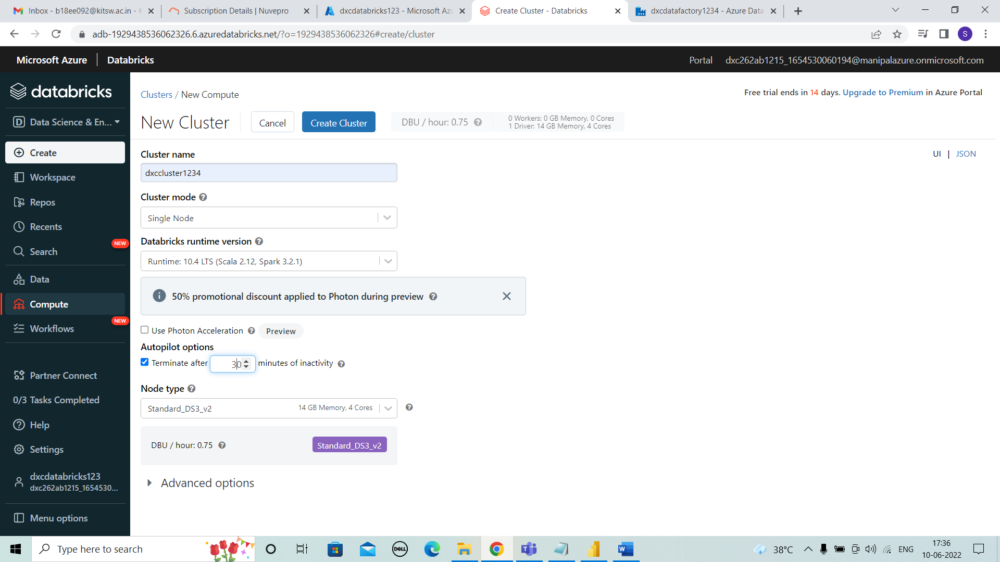 Inbox - b18ee092@kitsw.ac.in - K
Subscription Details | Nuvepro
dxcdatabricks123 - Microsoft Azu
Create Cluster - Databricks
dxcdatafactory1234 - Azure Data
adb-1929438536062326.6.azuredatabricks.net/?o=1929438536062326#create/cluster
S
Microsoft Azure
Databricks
Portal
dxc262ab1215_1654530060194@manipalazure.onmicrosoft.com
databricks
D Data Science & En...
Create
Workspace
Repos
Recents
NEW
Search
Data
Compute
NEW
Workflows
Partner Connect
0/3 Tasks Completed
Help
Settings
dxcdatabricks123
dxc262ab1215_1654530...
Menu options
Clusters / New Compute
Free trial ends in 14 days. Upgrade to Premium in Azure Portal
New Cluster
Cancel
Create Cluster
DBU / hour: 0.75
0 Workers: 0 GB Memory, 0 Cores
1 Driver: 14 GB Memory, 4 Cores
UI | JSON
Cluster name
dxccluster1234
Cluster mode
Single Node
Databricks runtime version
Runtime: 10.4 LTS (Scala 2.12, Spark 3.2.1)
50% promotional discount applied to Photon during preview
Use Photon Acceleration
Preview
Autopilot options
Terminate after 30 minutes of inactivity
Node type
Standard_DS3_v2
14 GB Memory, 4 Cores
DBU / hour: 0.75
Standard_DS3_v2
Advanced options
Type here to search
DELL
38°C
ENG
17:36
10-06-2022